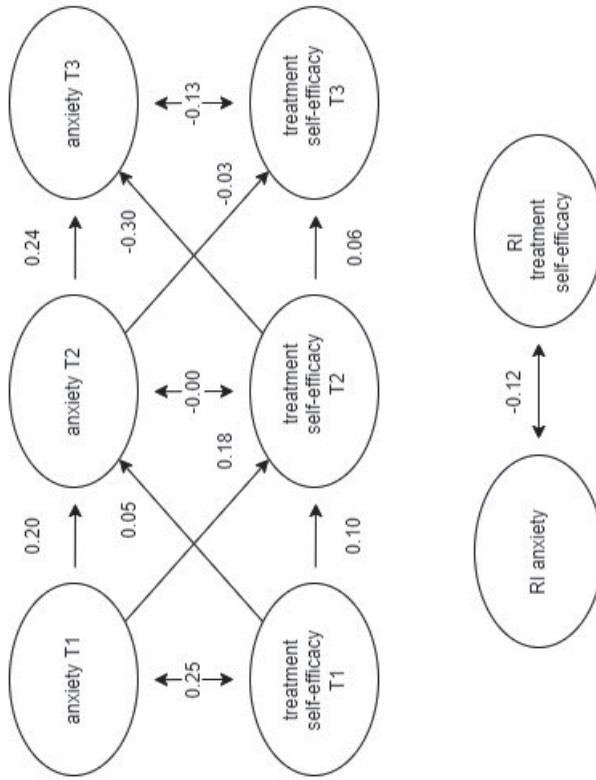 anxiety T1
anxiety T2
anxiety T3
0.20
0.24
0.05
-0.30
0.25
-0.00
-0.13
0.18
-0.03
treatment
self-efficacy
T1
treatment
self-efficacy
T2
treatment
self-efficacy
T3
0.10
0.06
RI anxiety
-0.12
RI
treatment
self-efficacy